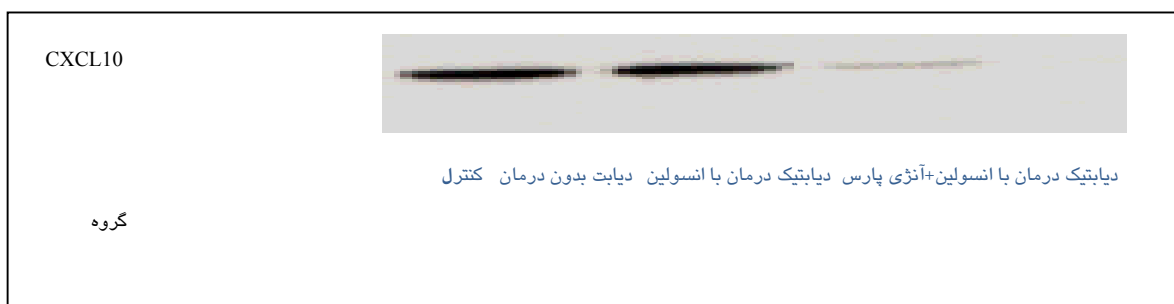 CXCL10
دیابتیک درمان با انسولین+آنژی پارس دیابتیک درمان با انسولین دیابت بدون درمان کنترل
گروه